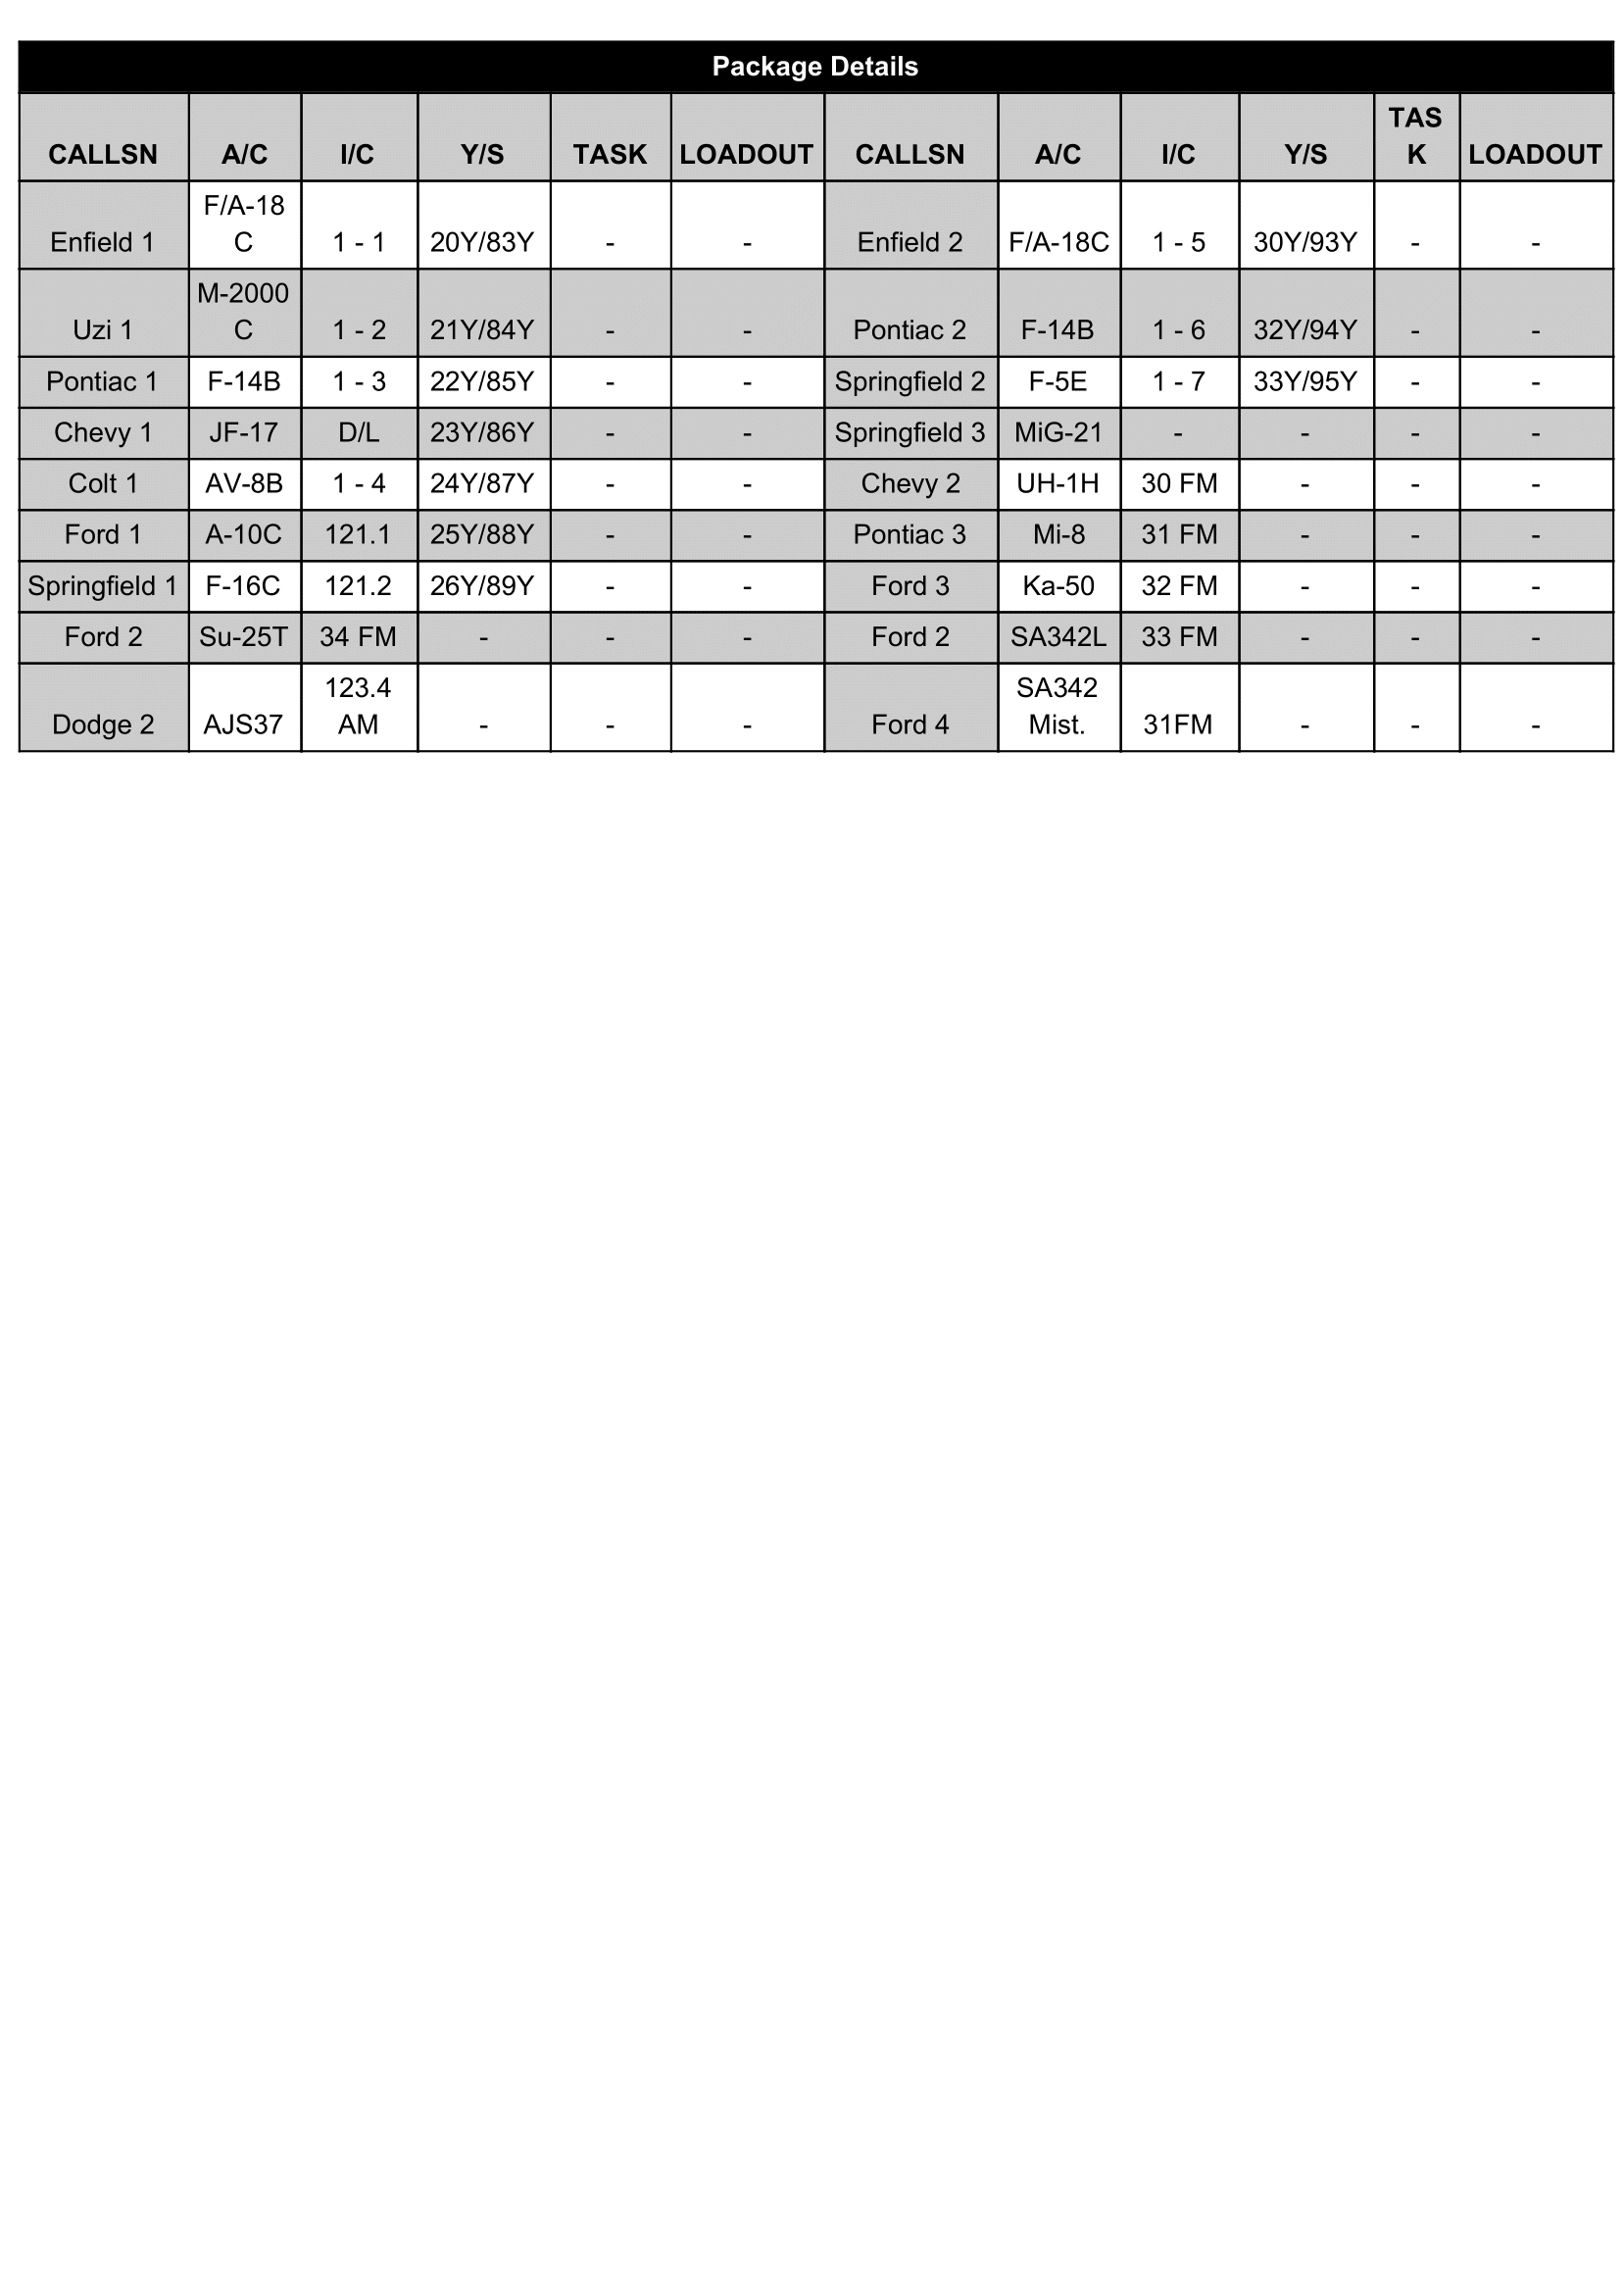 Package Details
CALLSN A/C I/C Y/S TASK LOADOUT CALLSN A/C I/C Y/S TAS K LOADOUT
Enfield 1 F/A-18 C 1 - 1 20Y/83Y - - Enfield 2 F/A-18C 1 - 5 30Y/93Y - -
Uzi 1 M-2000 C 1 - 2 21Y/84Y - - Pontiac 2 F-14B 1 - 6 32Y/94Y - -
Pontiac 1 F-14B 1 - 3 22Y/85Y - - Springfield 2 F-5E 1 - 7 33Y/95Y - -
Chevy 1 JF-17 D/L 23Y/86Y - - Springfield 3 MiG-21 - - - -
Colt 1 AV-8B 1 - 4 24Y/87Y - - Chevy 2 UH-1H 30 FM - - -
Ford 1 A-10C 121.1 25Y/88Y - - Pontiac 3 Mi-8 31 FM - - -
Springfield 1 F-16C 121.2 26Y/89Y - - Ford 3 Ka-50 32 FM - - -
Ford 2 Su-25T 34 FM - - - Ford 2 SA342L 33 FM - - -
Dodge 2 AJS37 123.4 AM - - - Ford 4 SA342 Mist. 31FM - - -